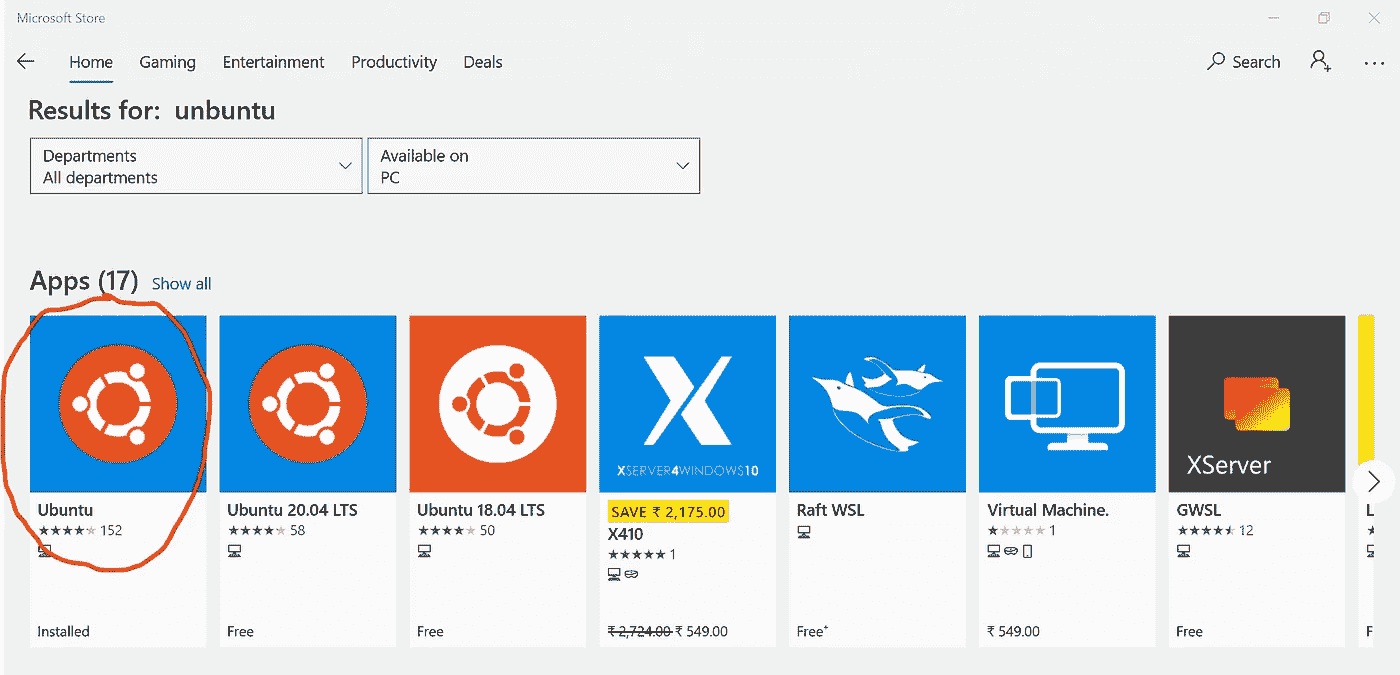 Microsoft Store
Home Gaming Entertainment Productivity Deals Search
Results for: unbuntu
Departments
All departments
Available on
PC
Apps (17) Show all
XSERVER4WINDOWS10
XServer
Ubuntu
152
Installed
Ubuntu 20.04 LTS
58
Free
Ubuntu 18.04 LTS
50
Free
SAVE ₹ 2,175.00
X410
1
₹ 2,724.00 ₹ 549.00
Raft WSL
Free+
Virtual Machine.
1
₹ 549.00
GWSL
12
Free
L
F